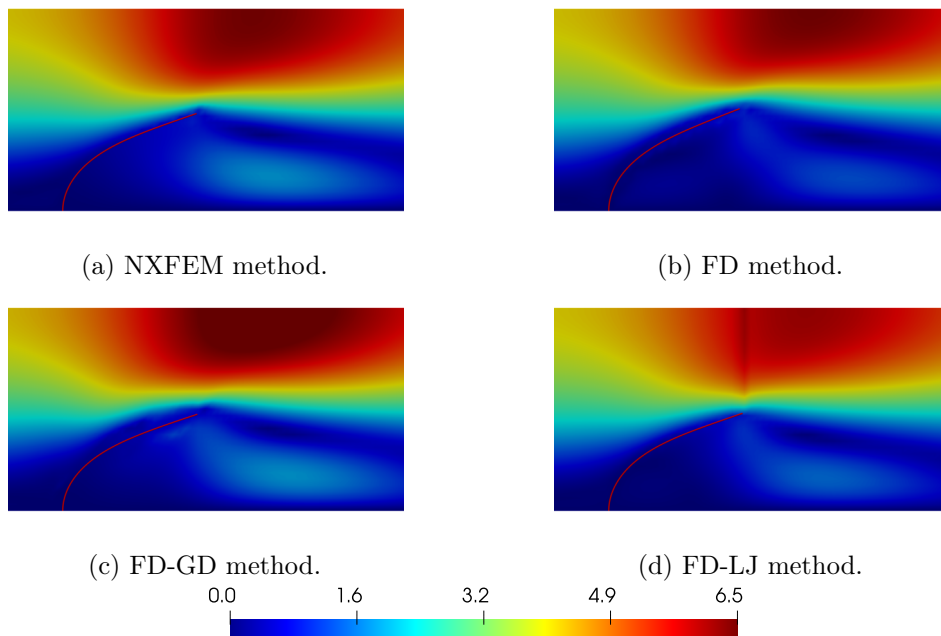 (a) NXFEM method.
(b) FD method.
(c) FD-GD method.
(d) FD-LJ method.
0.0 1.6 3.2 4.9 6.5